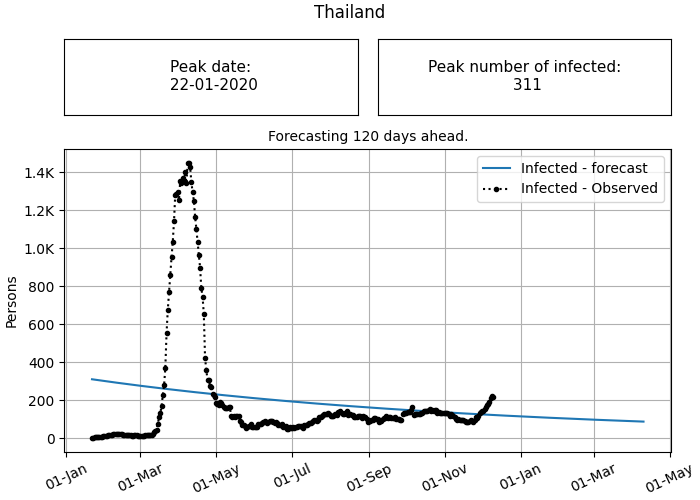 Thailand
Peak date:
22-01-2020
Peak number of infected:
311
Forecasting 120 days ahead.
Infected - forecast
Infected - Observed
1.4K
1.2K
1.0K
800
600
400
200
0
Persons
01-Jan
01-Mar
01-May
01-Jul
01-Sep
01-Nov
01-Jan
01-Mar
01-May